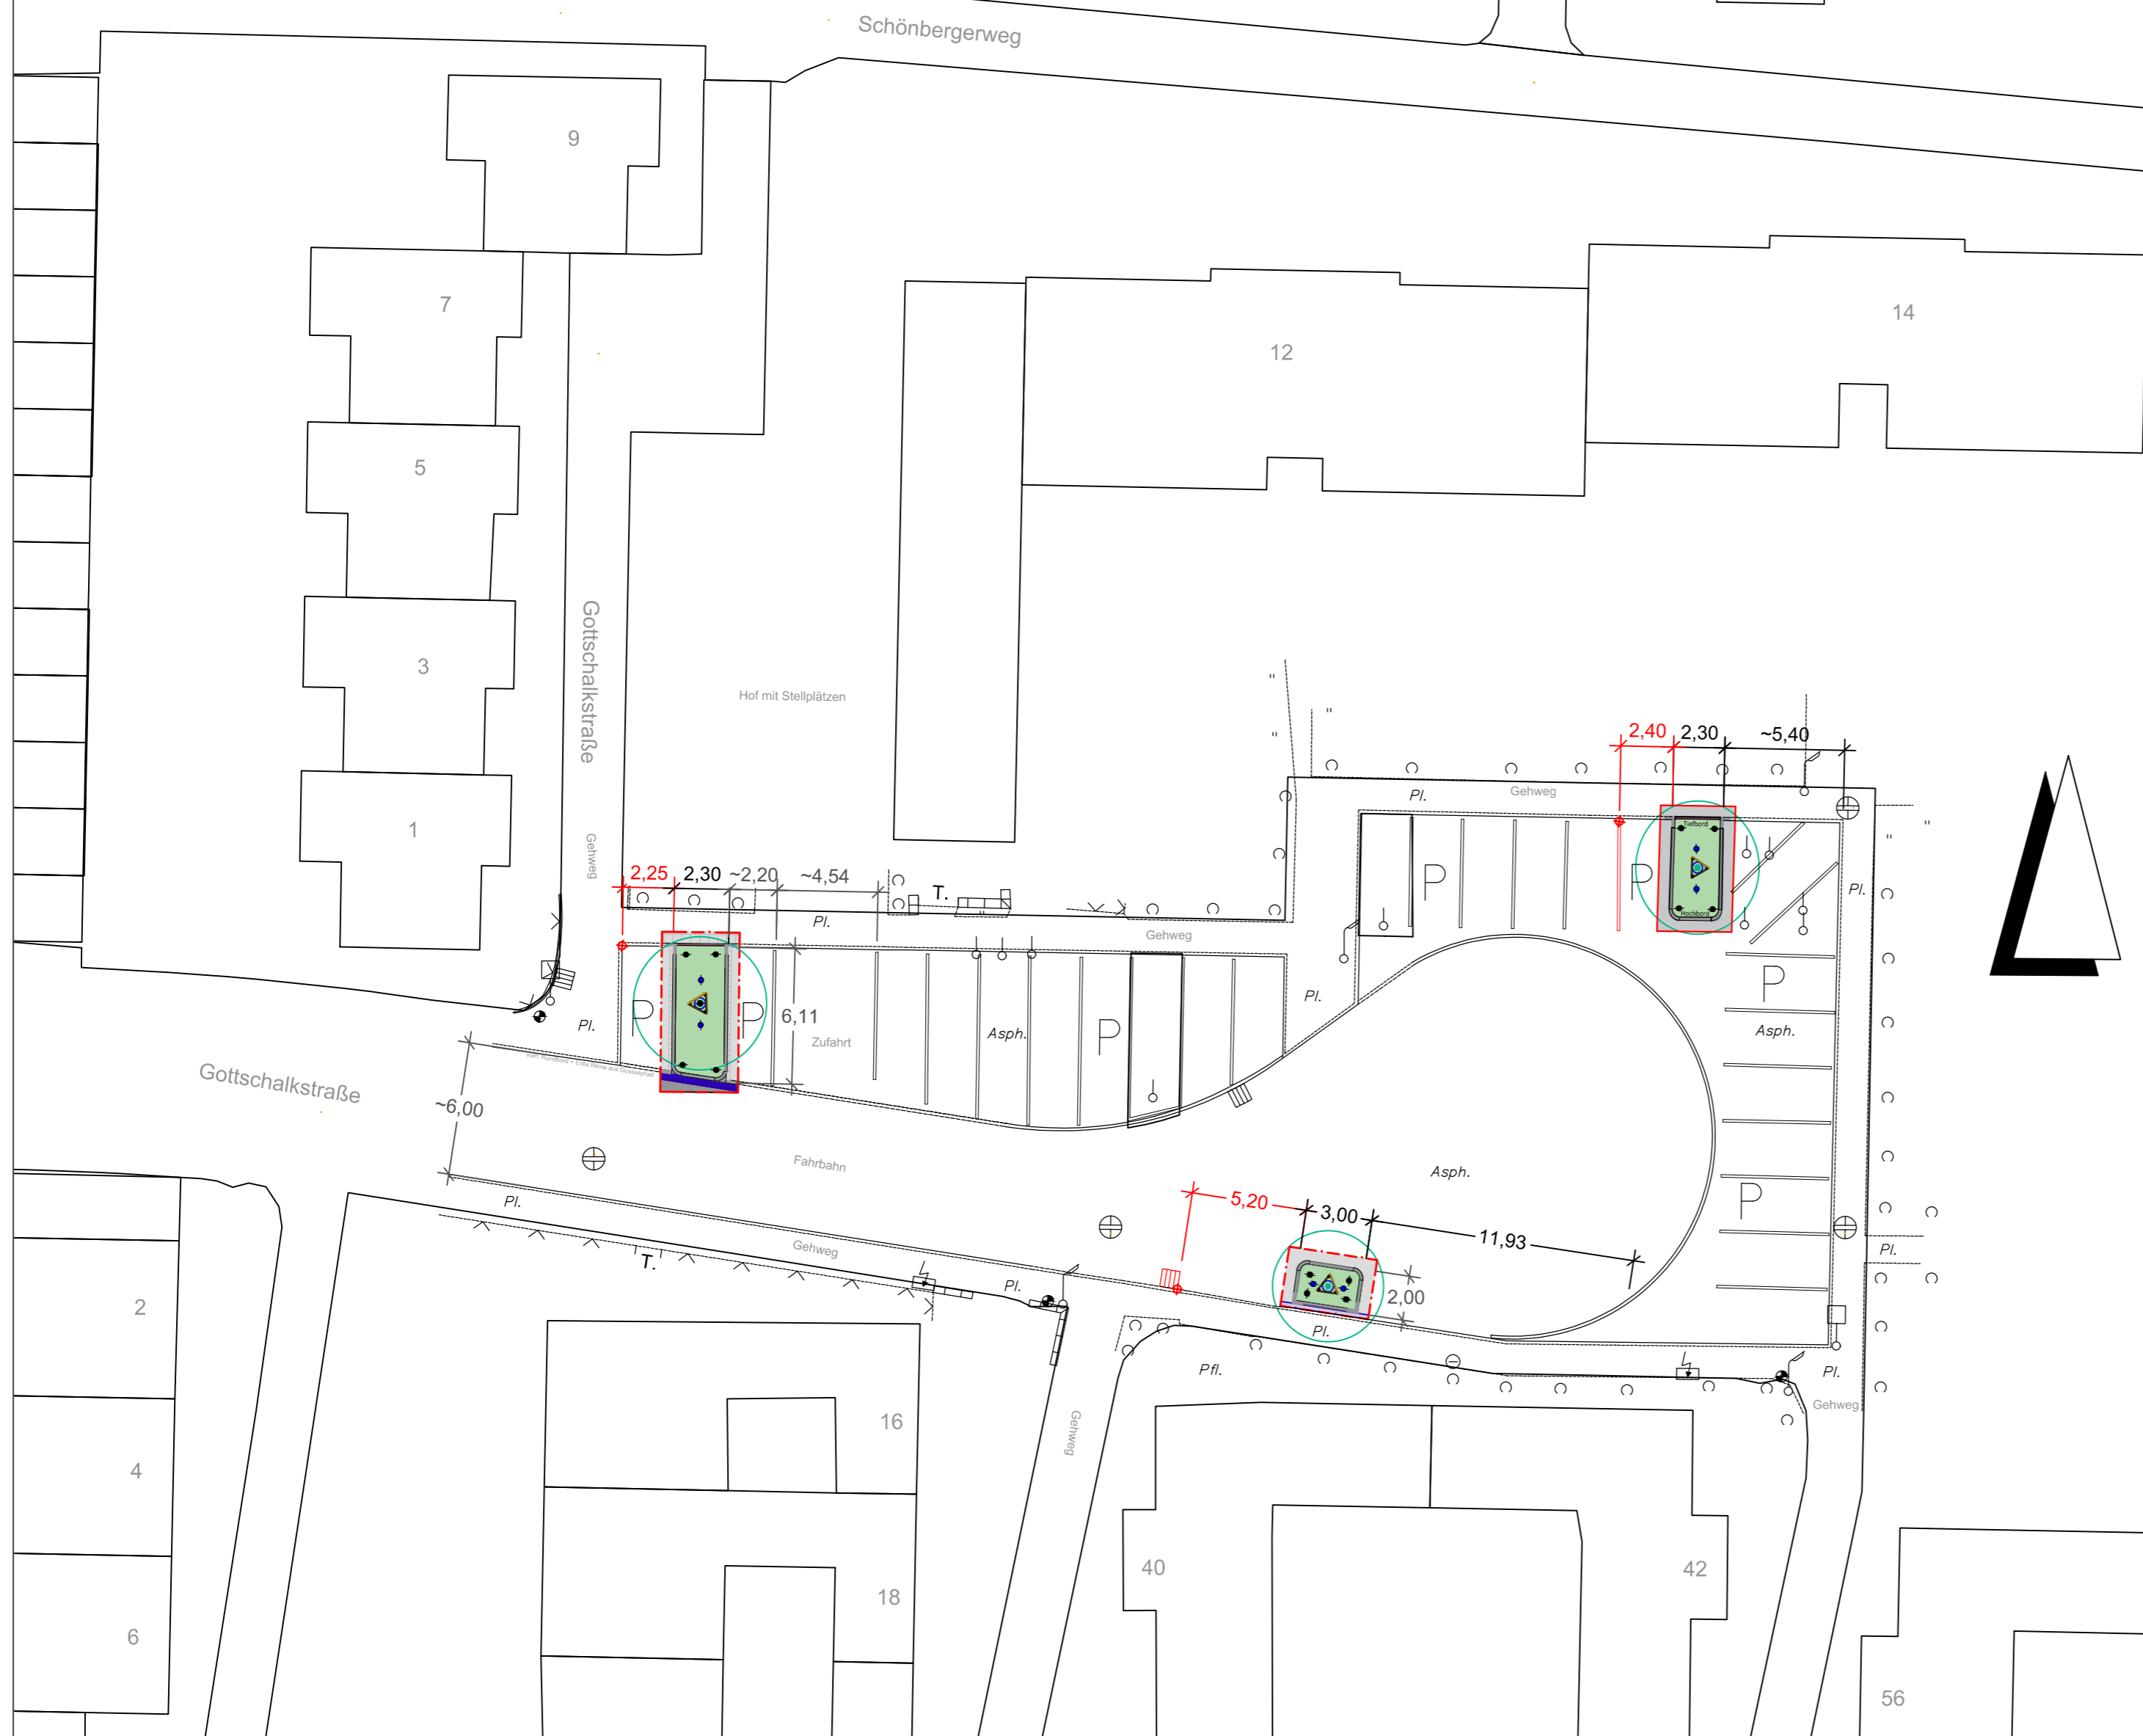 Schönbergerweg
9
7
14
12
5
Gottschalkstraße
3
Hof mit Stellplätzen
"
"
"
2,40
2,30
~5,40
Pl.
Gehweg
1
Gehweg
P
P
Tiefbord
Hochbord
"
"
Pl.
2,25
2,30
~2,20
~4,54
T.
"
Pl.
Gehweg
P
P
6,11
Zufahrt
Asph.
P
Pl.
P
Asph.
Pl.
Gottschalkstraße
~6,00
Fahrbahn
Asph.
P
Pl.
Gehweg
T.
Pl.
5,20
3,00
11,93
2,00
Pl.
Pl.
Pfl.
Pl.
Gehweg
2
4
6
16
18
Gehweg
40
42
56